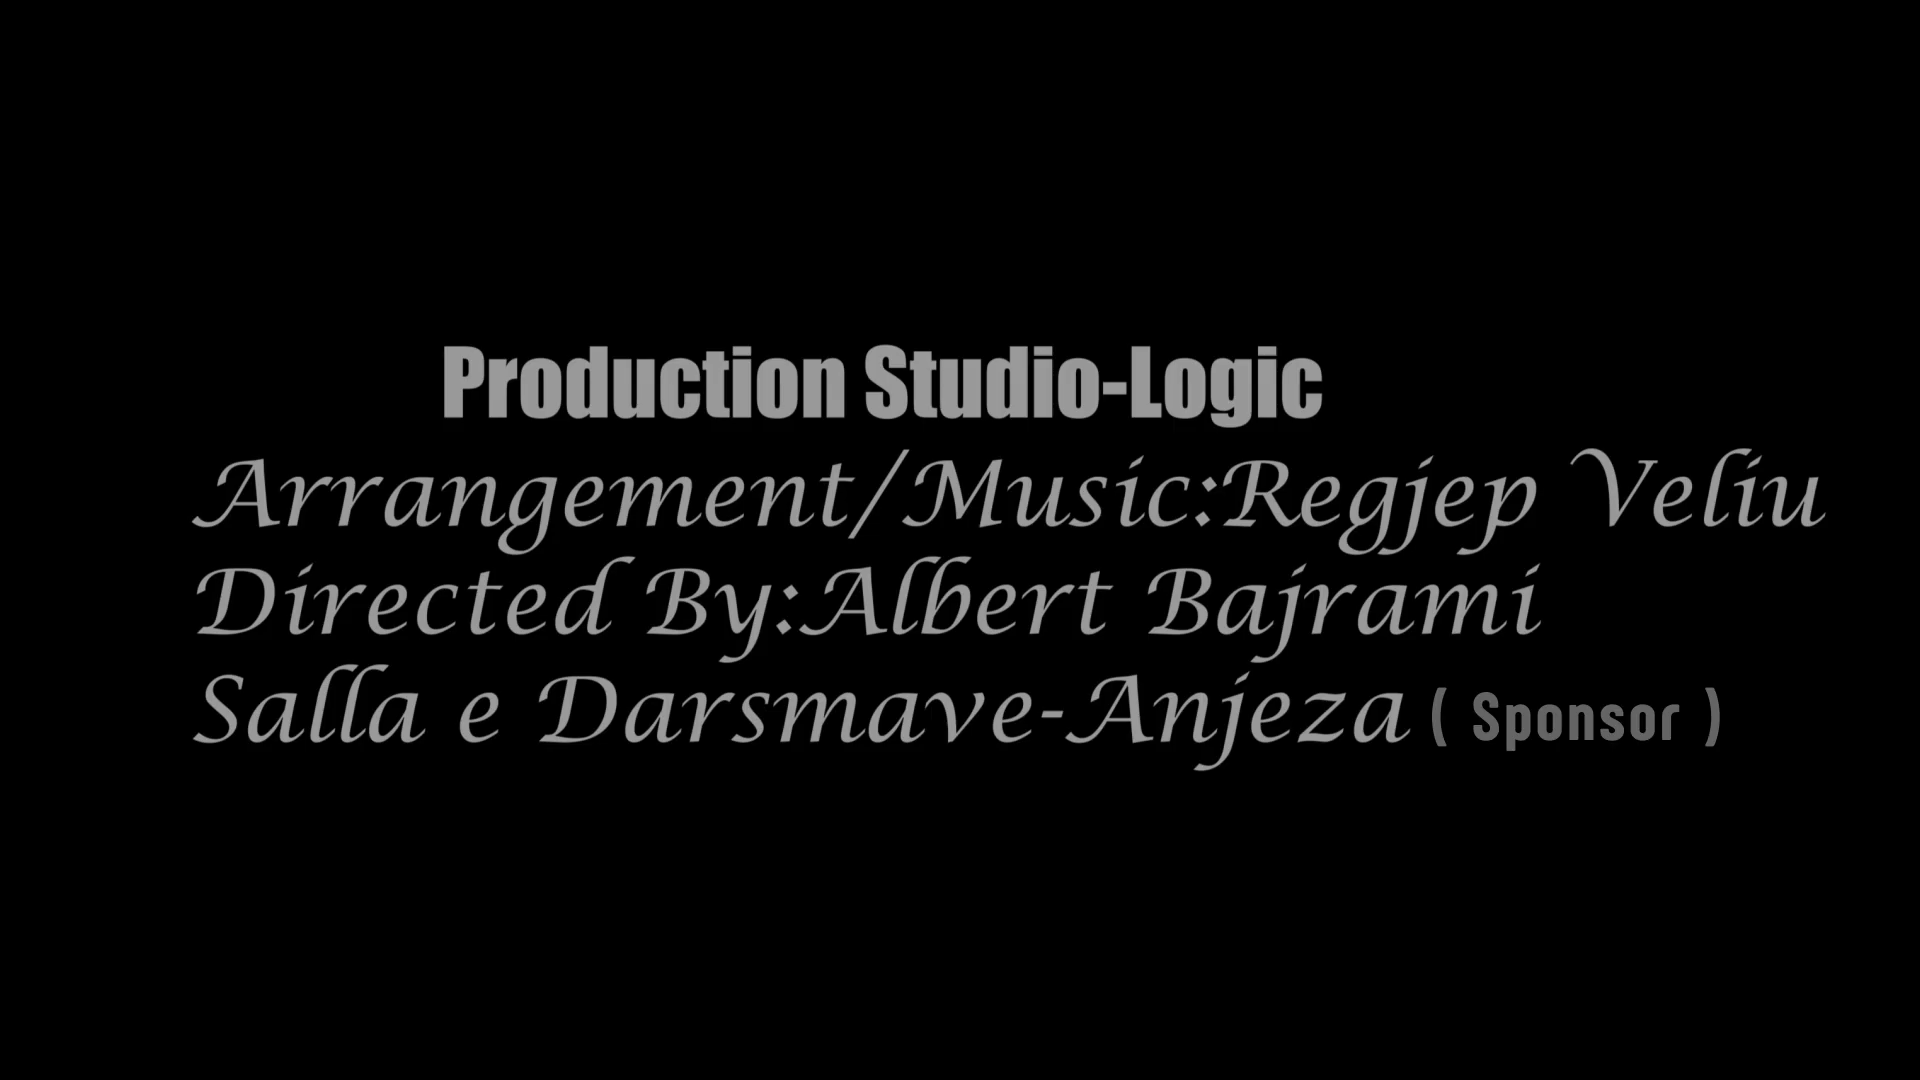 Production Studio-Logic
Arrangement/Music:Regjep Veliu
Directed By:Albert Bajrami
Salla e Darsmave-Anjeza ( Sponsor )